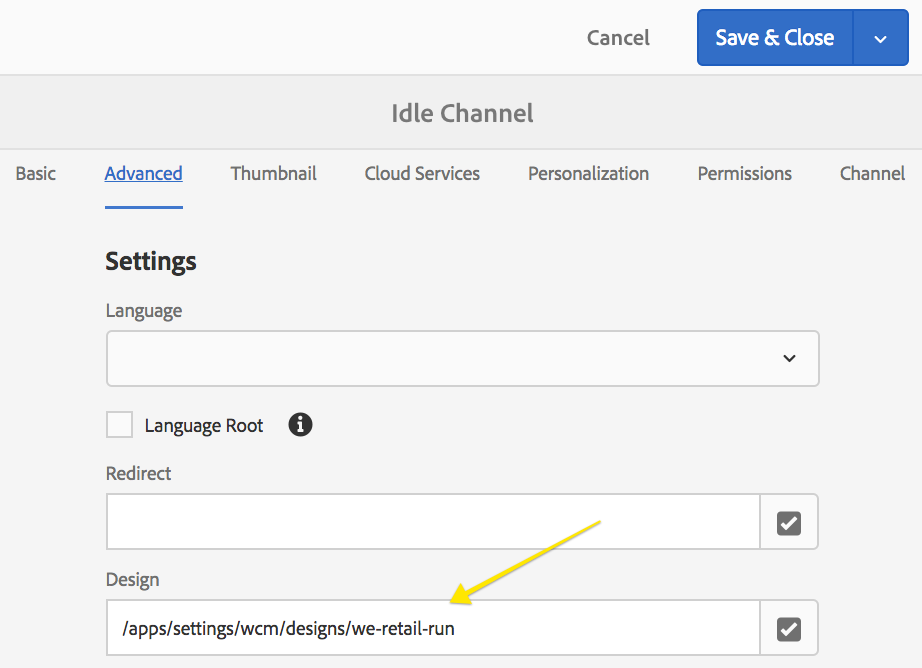 Cancel Save & Close
Idle Channel
Basic Advanced Thumbnail Cloud Services Personalization Permissions Channel
Settings
Language
Language Root
Redirect
Design
/apps/settings/wcm/designs/we-retail-run